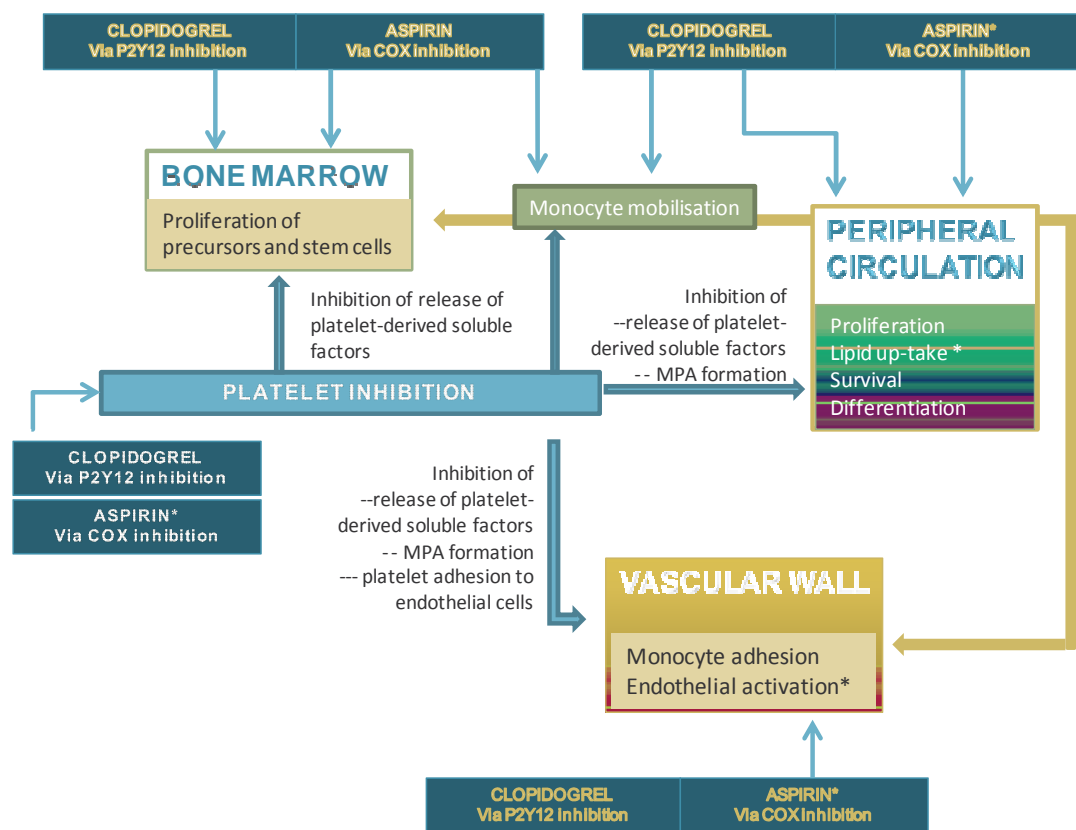 CLOPIDOGREL
Via P2Y12 inhibition
ASPIRIN
Via COX inhibition
CLOPIDOGREL
Via P2Y12 inhibition
ASPIRIN*
Via COX inhibition
BONE MARROW
Proliferation of
precursors and stem cells
Monocyte mobilisation
PERIPHERAL
CIRCULATION
Proliferation
Lipid up-take *
Survival
Differentiation
Inhibition of release of
platelet-derived soluble
factors
Inhibition of
--release of platelet-
derived soluble factors
-- MPA formation
PLATELET INHIBITION
CLOPIDOGREL
Via P2Y12 inhibition
ASPIRIN*
Via COX inhibition
Inhibition of
--release of platelet-
derived soluble factors
-- MPA formation
--- platelet adhesion to
endothelial cells
VASCULAR WALL
Monocyte adhesion
Endothelial activation*
CLOPIDOGREL
Via P2Y12 inhibition
ASPIRIN*
Via COX inhibition